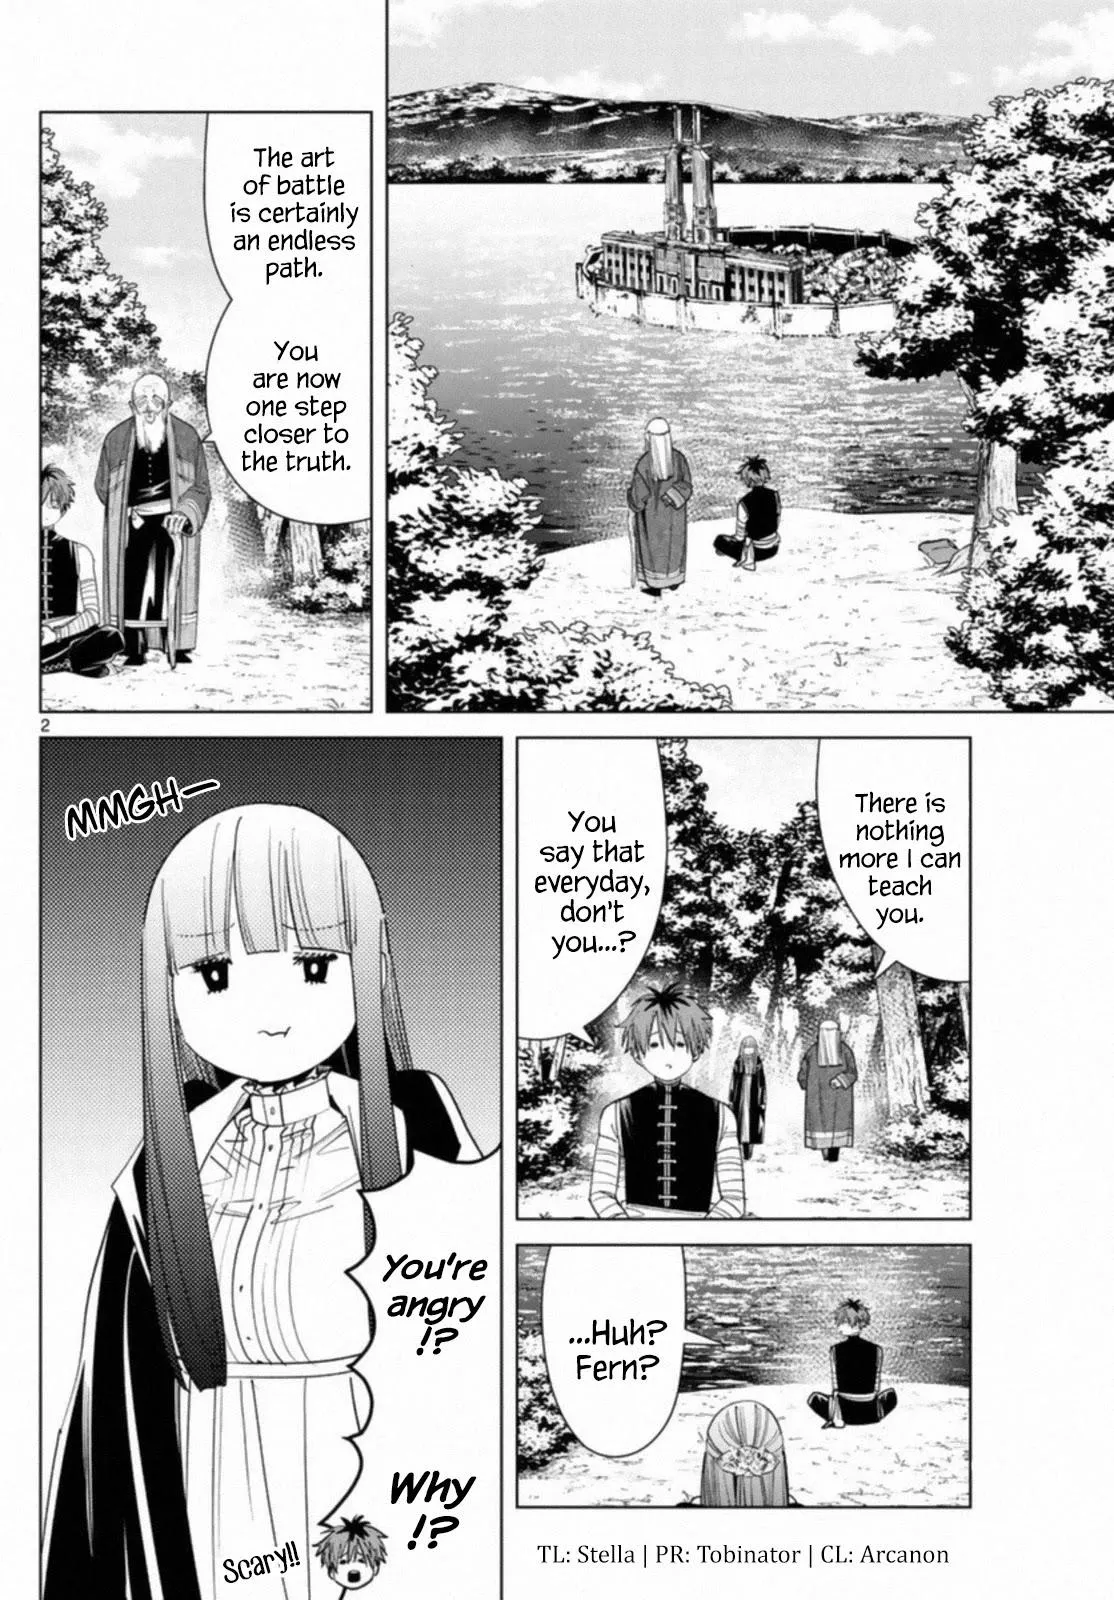 The art
of battle
is certainly
an endless
path.
You
are now
one step
closer to
the truth.
2
There is
nothing
more I can
teach
you.
You
say that
everyday,
don't
you...?
...Huh?
Fern?
MMGH—
You're
angry
!?
Why
!?
Scary!!
TL: Stella | PR: Tobinator | CL: Arcanon